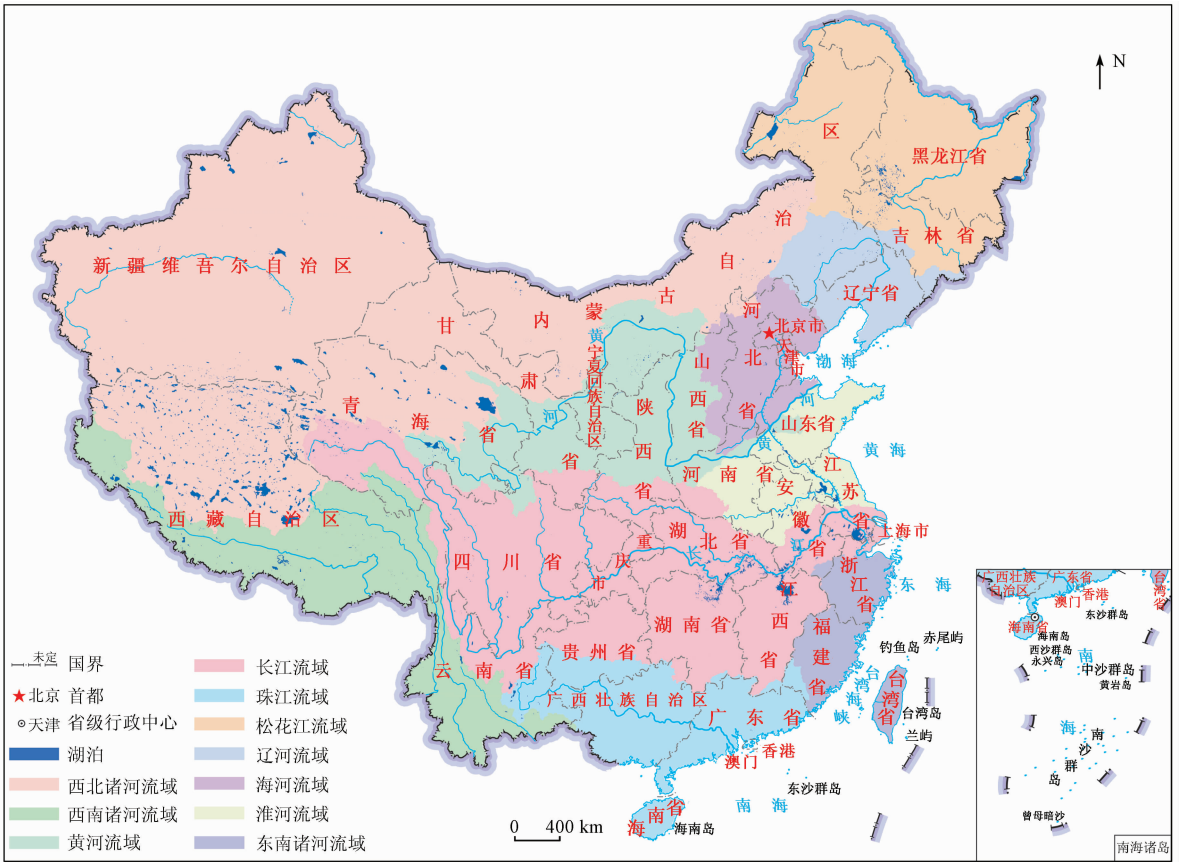 N
区
黑龙江省
治
吉林省
新疆维吾尔自治区
自
古
蒙
内
甘
肃
河
北
省
辽宁省
北京市
天
津
市
渤海
黄
宁夏回族自治区
山
西
省
陕
西
省
青
海
省
河
省
河
山东省
黄
黄海
河南省
江
苏
省
安
徽
省
西藏自治区
四川省
重
庆
市
湖北省
长
江
上海市
浙
江
省
东海
江
西
省
湖南省
福
建
省
贵州省
云南省
广西壮族自治区
广东省
香港
澳门
台
湾
海
峡
台
湾
省
钓鱼岛
赤尾屿
台湾岛
兰屿
东沙群岛
南海
海南省
海南岛
0 400 km
未定
国界
北京 首都
天津 省级行政中心
湖泊
西北诸河流域
西南诸河流域
黄河流域
长江流域
珠江流域
松花江流域
辽河流域
海河流域
淮河流域
东南诸河流域
广西壮族
自治区
广东省
香港
澳门
台
湾
省
东沙群岛
海南省
海南岛
西沙群岛
永兴岛
南
中沙群岛
黄岩岛
海
南
沙
群
岛
曾母暗沙
南海诸岛